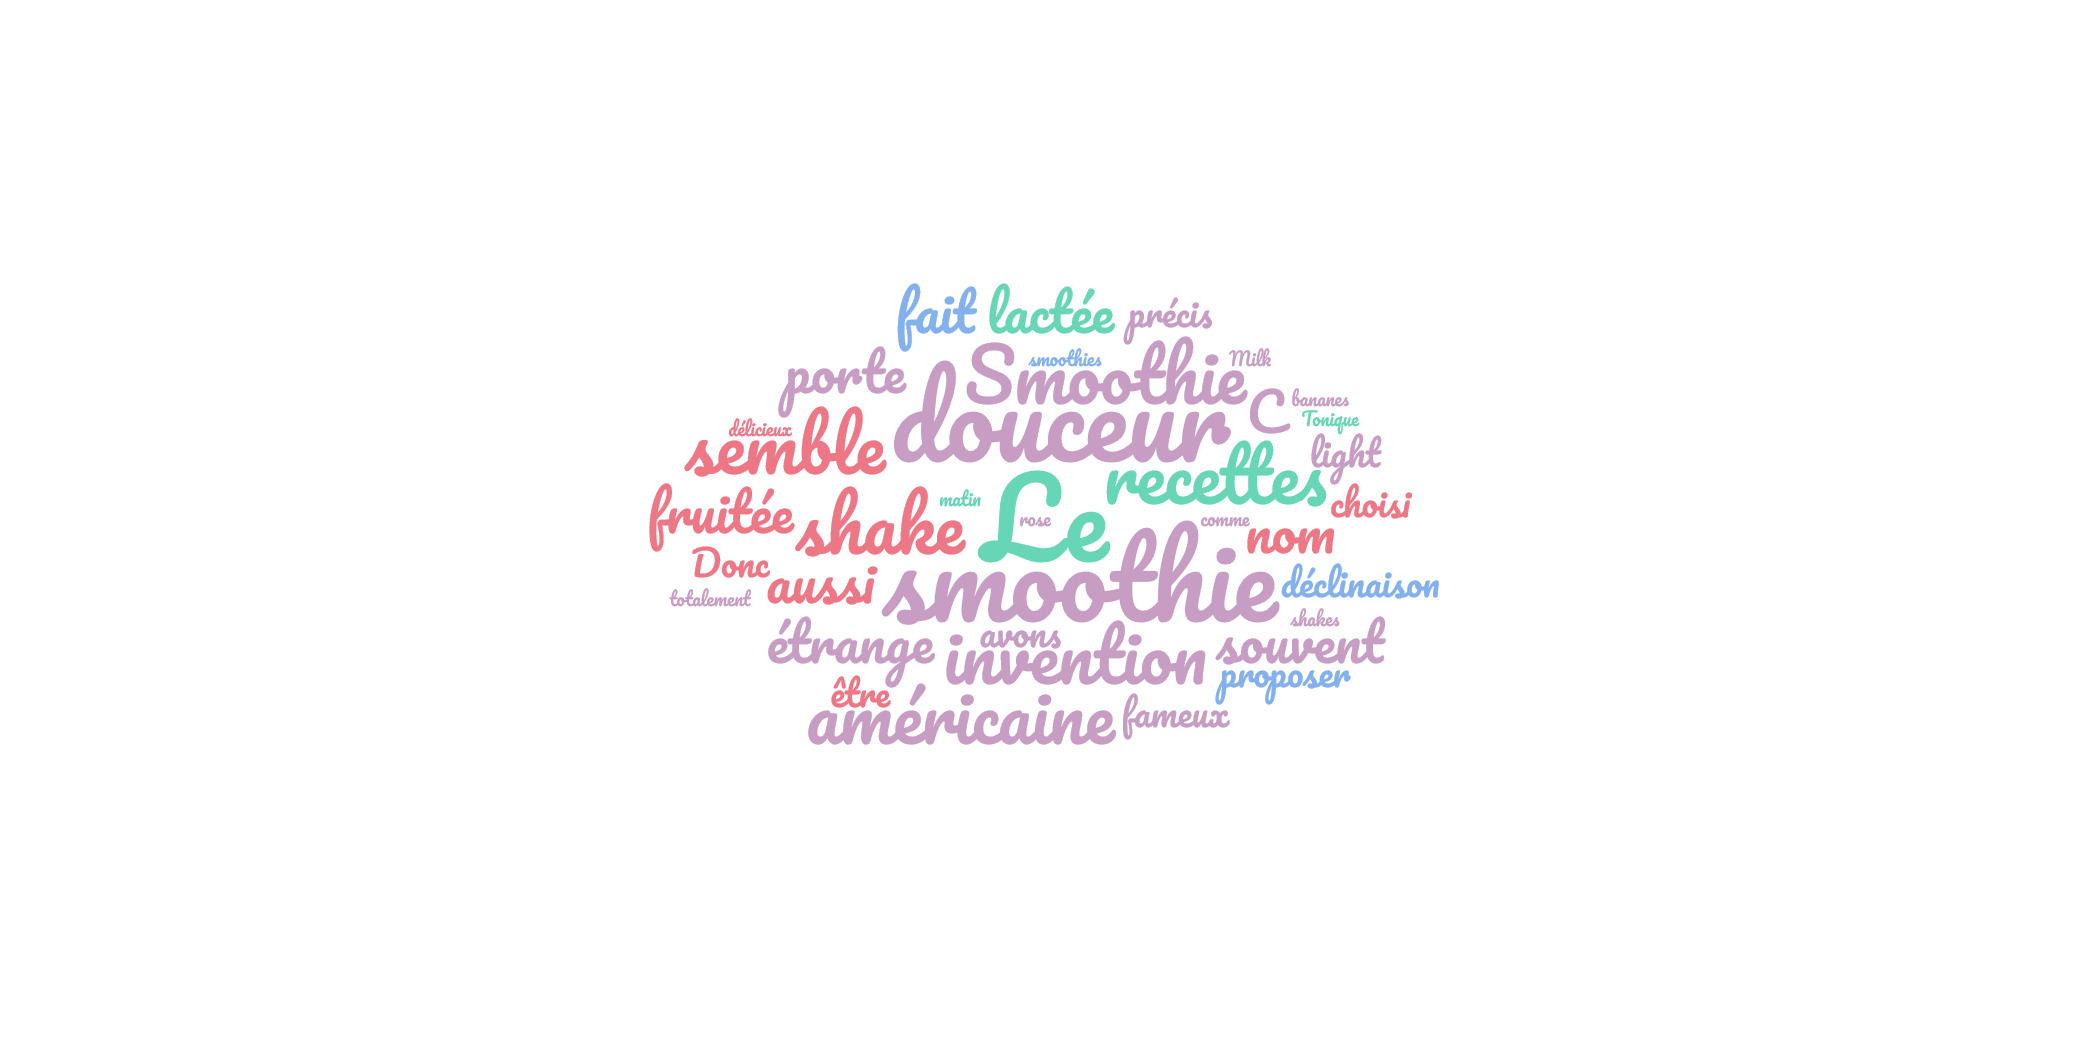 fait lactée précis
smoothies Milk
porte Smoothie
C bananes
délicieux douceur Tonique
semble light
recettes
fruitée shake matin Le choisi
rose comme nom
Donc
aussi smoothie déclinaison
totalement
shakes
étrange avons souvent
invention proposer
être
américaine fameux